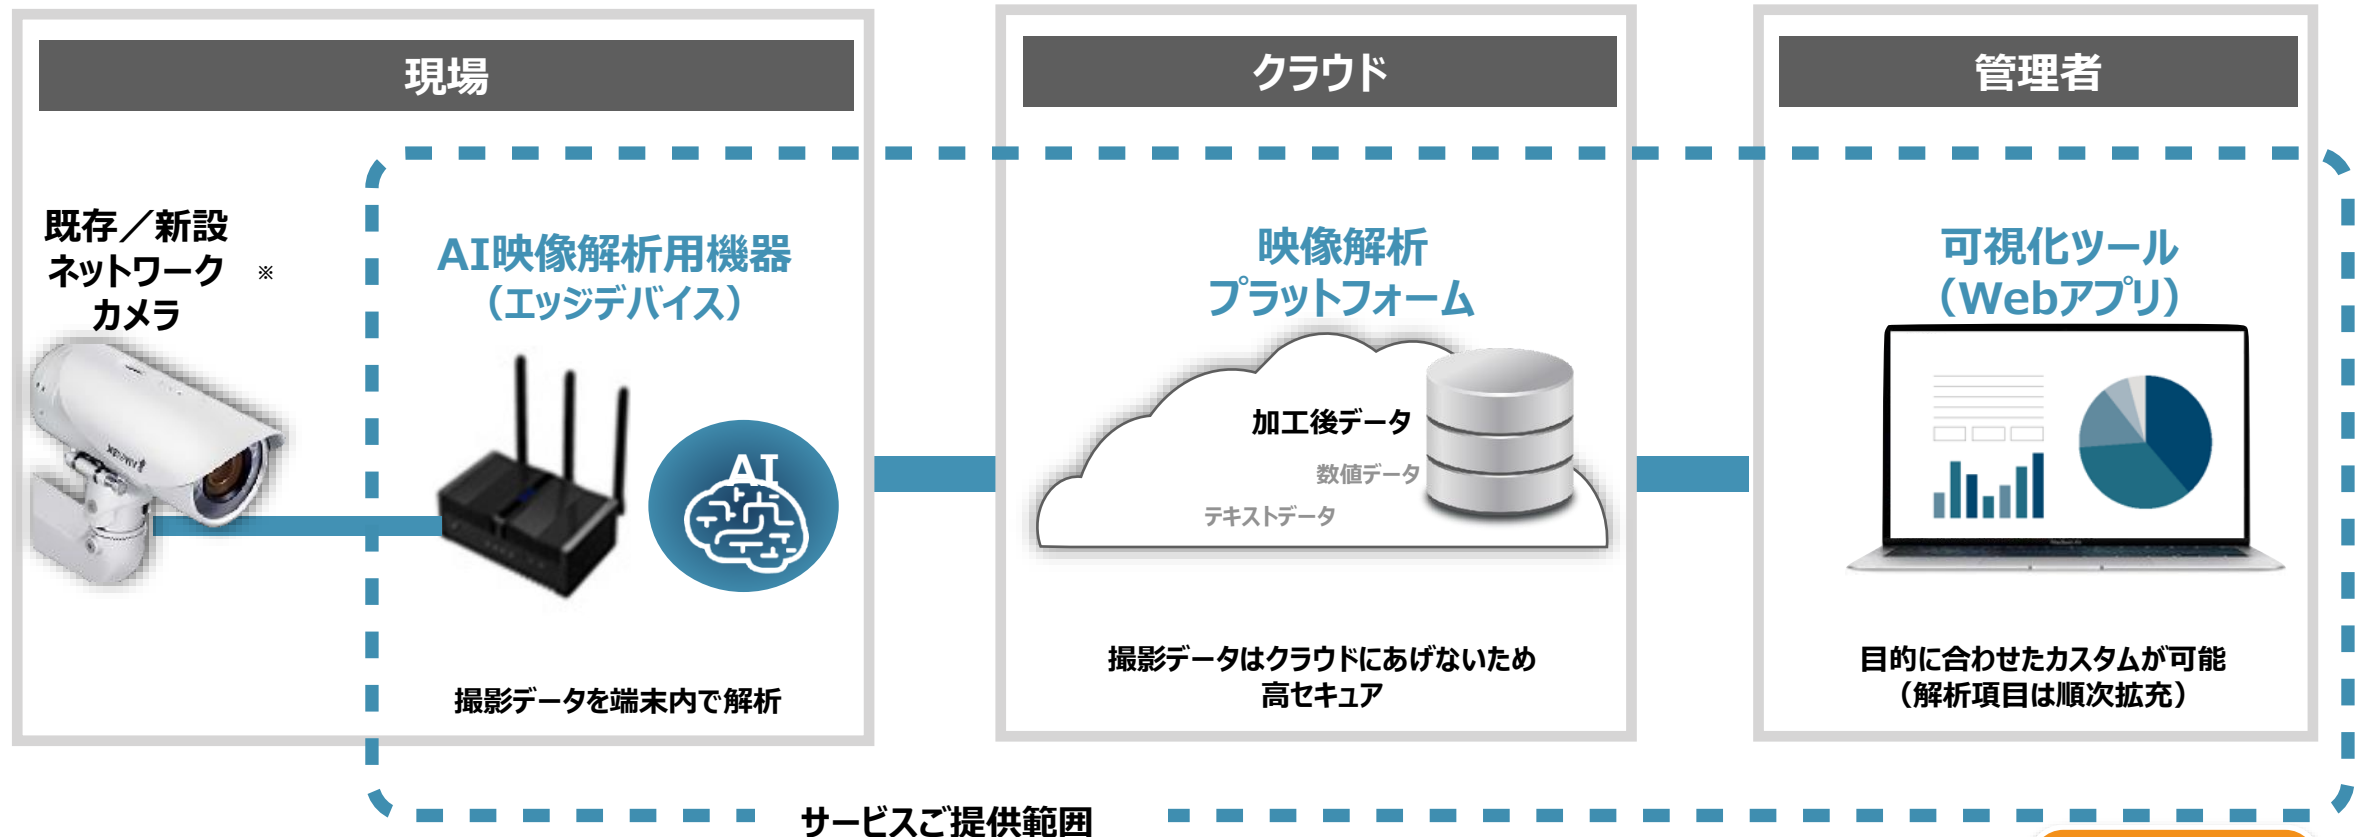 現場
既存／新設
ネットワーク ※
カメラ
AI映像解析用機器
（エッジデバイス）
AI
撮影データを端末内で解析
クラウド
映像解析
プラットフォーム
加工後データ
数値データ
テキストデータ
撮影データはクラウドにあげないため
高セキュア
管理者
可視化ツール
（Webアプリ）
目的に合わせたカスタムが可能
（解析項目は順次拡充）
サービスご提供範囲